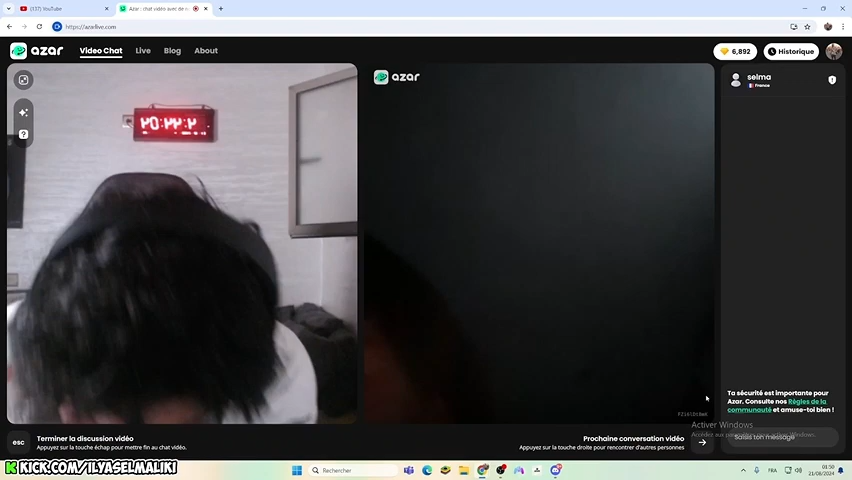 (137) YouTube
Azar : chat vidéo avec de
https://azarlive.com
azar
Video Chat
Live
Blog
About
6,892
Historique
azar
selma
France
Ta sécurité est importante pour
Azar. Consulte nos Règles de la
communauté et amuse-toi bien !
Activer Windows
Saisis ton message
esc
Terminer la discussion vidéo
Appuyez sur la touche échap pour mettre fin au chat vidéo.
Prochaine conversation vidéo
Appuyez sur la touche droite pour rencontrer d'autres personnes
KICK.COM/ILYASELMALIKI
Rechercher
FRA
01:50
21/08/2024